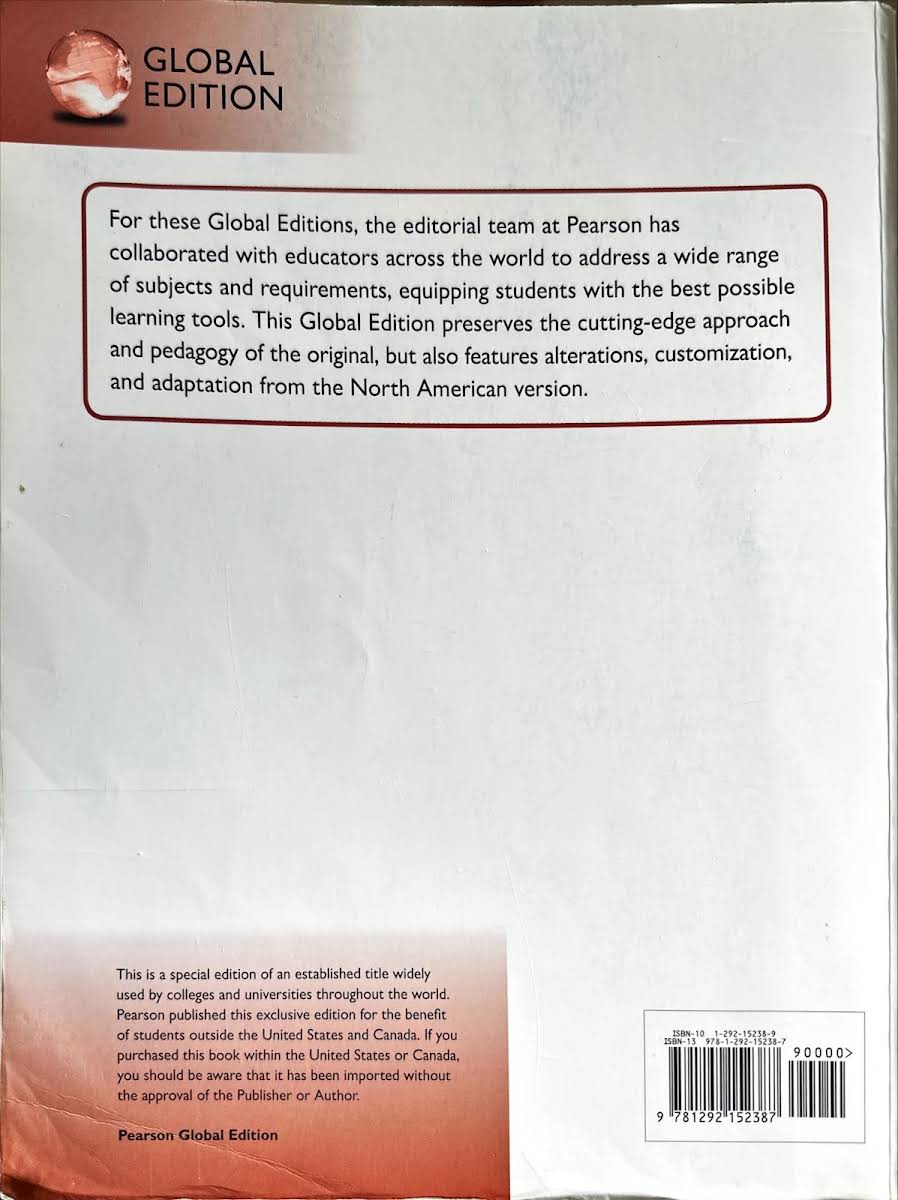 GLOBAL
EDITION
For these Global Editions, the editorial team at Pearson has
collaborated with educators across the world to address a wide range
of subjects and requirements, equipping students with the best possible
learning tools. This Global Edition preserves the cutting-edge approach
and pedagogy of the original, but also features alterations, customization,
and adaptation from the North American version.
This is a special edition of an established title widely
used by colleges and universities throughout the world.
Pearson published this exclusive edition for the benefit
of students outside the United States and Canada. If you
purchased this book within the United States or Canada,
you should be aware that it has been imported without
the approval of the Publisher or Author.
Pearson Global Edition
ISBN-10 1-292-15238-9
ISBN-13 978-1-292-15238-7
90000>
9 781292 152387